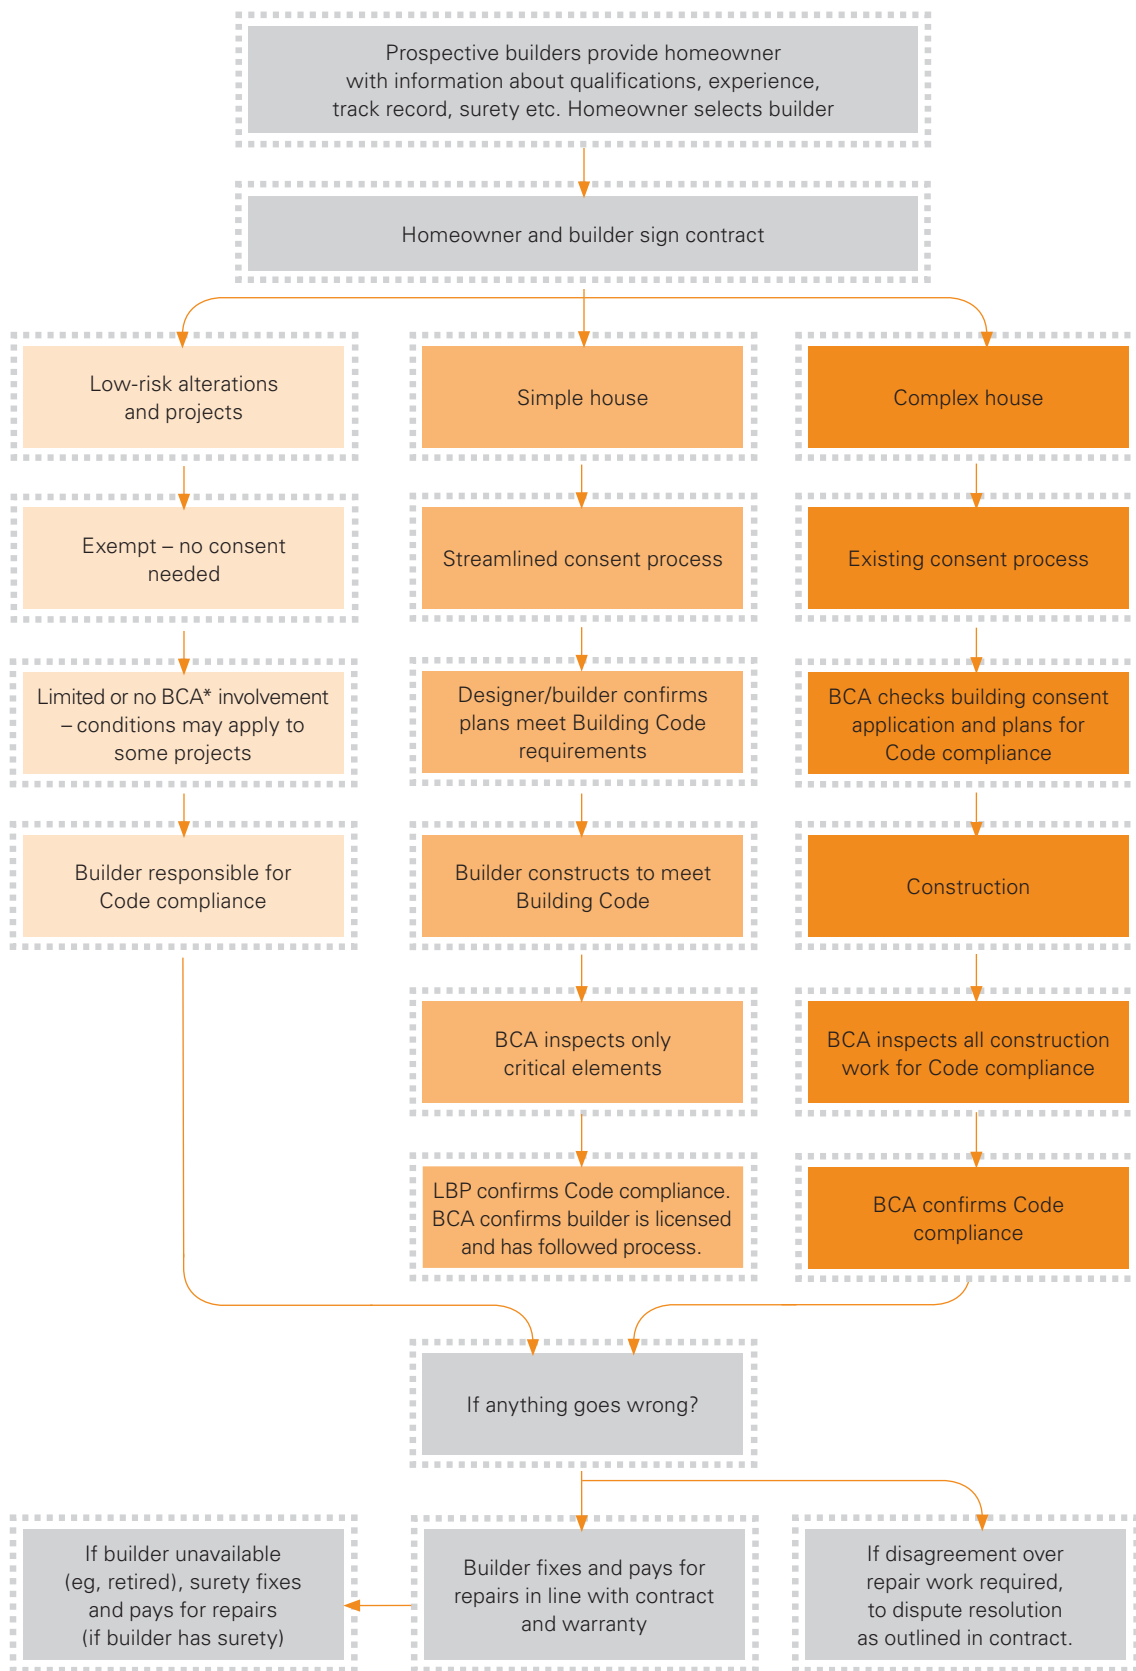 Prospective builders provide homeowner
with information about qualifications, experience,
track record, surety etc. Homeowner selects builder
Homeowner and builder sign contract
Low-risk alterations
and projects
Simple house
Complex house
Exempt – no consent
needed
Streamlined consent process
Existing consent process
Limited or no BCA* involvement
– conditions may apply to
some projects
Designer/builder confirms
plans meet Building Code
requirements
BCA checks building consent
application and plans for
Code compliance
Builder responsible for
Code compliance
Builder constructs to meet
Building Code
Construction
BCA inspects only
critical elements
BCA inspects all construction
work for Code compliance
LBP confirms Code compliance.
BCA confirms builder is licensed
and has followed process.
BCA confirms Code
compliance
If anything goes wrong?
If builder unavailable
(eg, retired), surety fixes
and pays for repairs
(if builder has surety)
Builder fixes and pays for
repairs in line with contract
and warranty
If disagreement over
repair work required,
to dispute resolution
as outlined in contract.